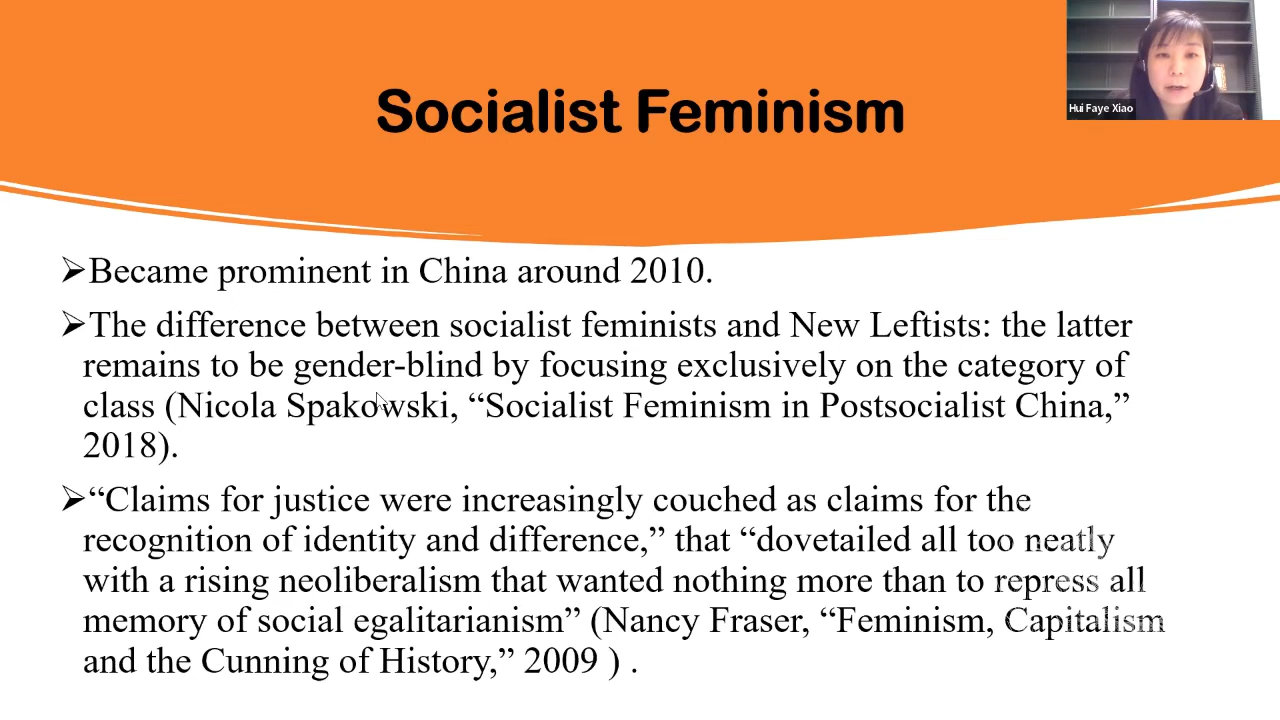 Socialist Feminism
Hui Faye Xiao
➢Became prominent in China around 2010.
➢The difference between socialist feminists and New Leftists: the latter
remains to be gender-blind by focusing exclusively on the category of
class (Nicola Spakowski, “Socialist Feminism in Postsocialist China,”
2018).
➢“Claims for justice were increasingly couched as claims for the
recognition of identity and difference,” that “dovetailed all too neatly
with a rising neoliberalism that wanted nothing more than to repress all
memory of social egalitarianism” (Nancy Fraser, “Feminism, Capitalism
and the Cunning of History,” 2009 ) .